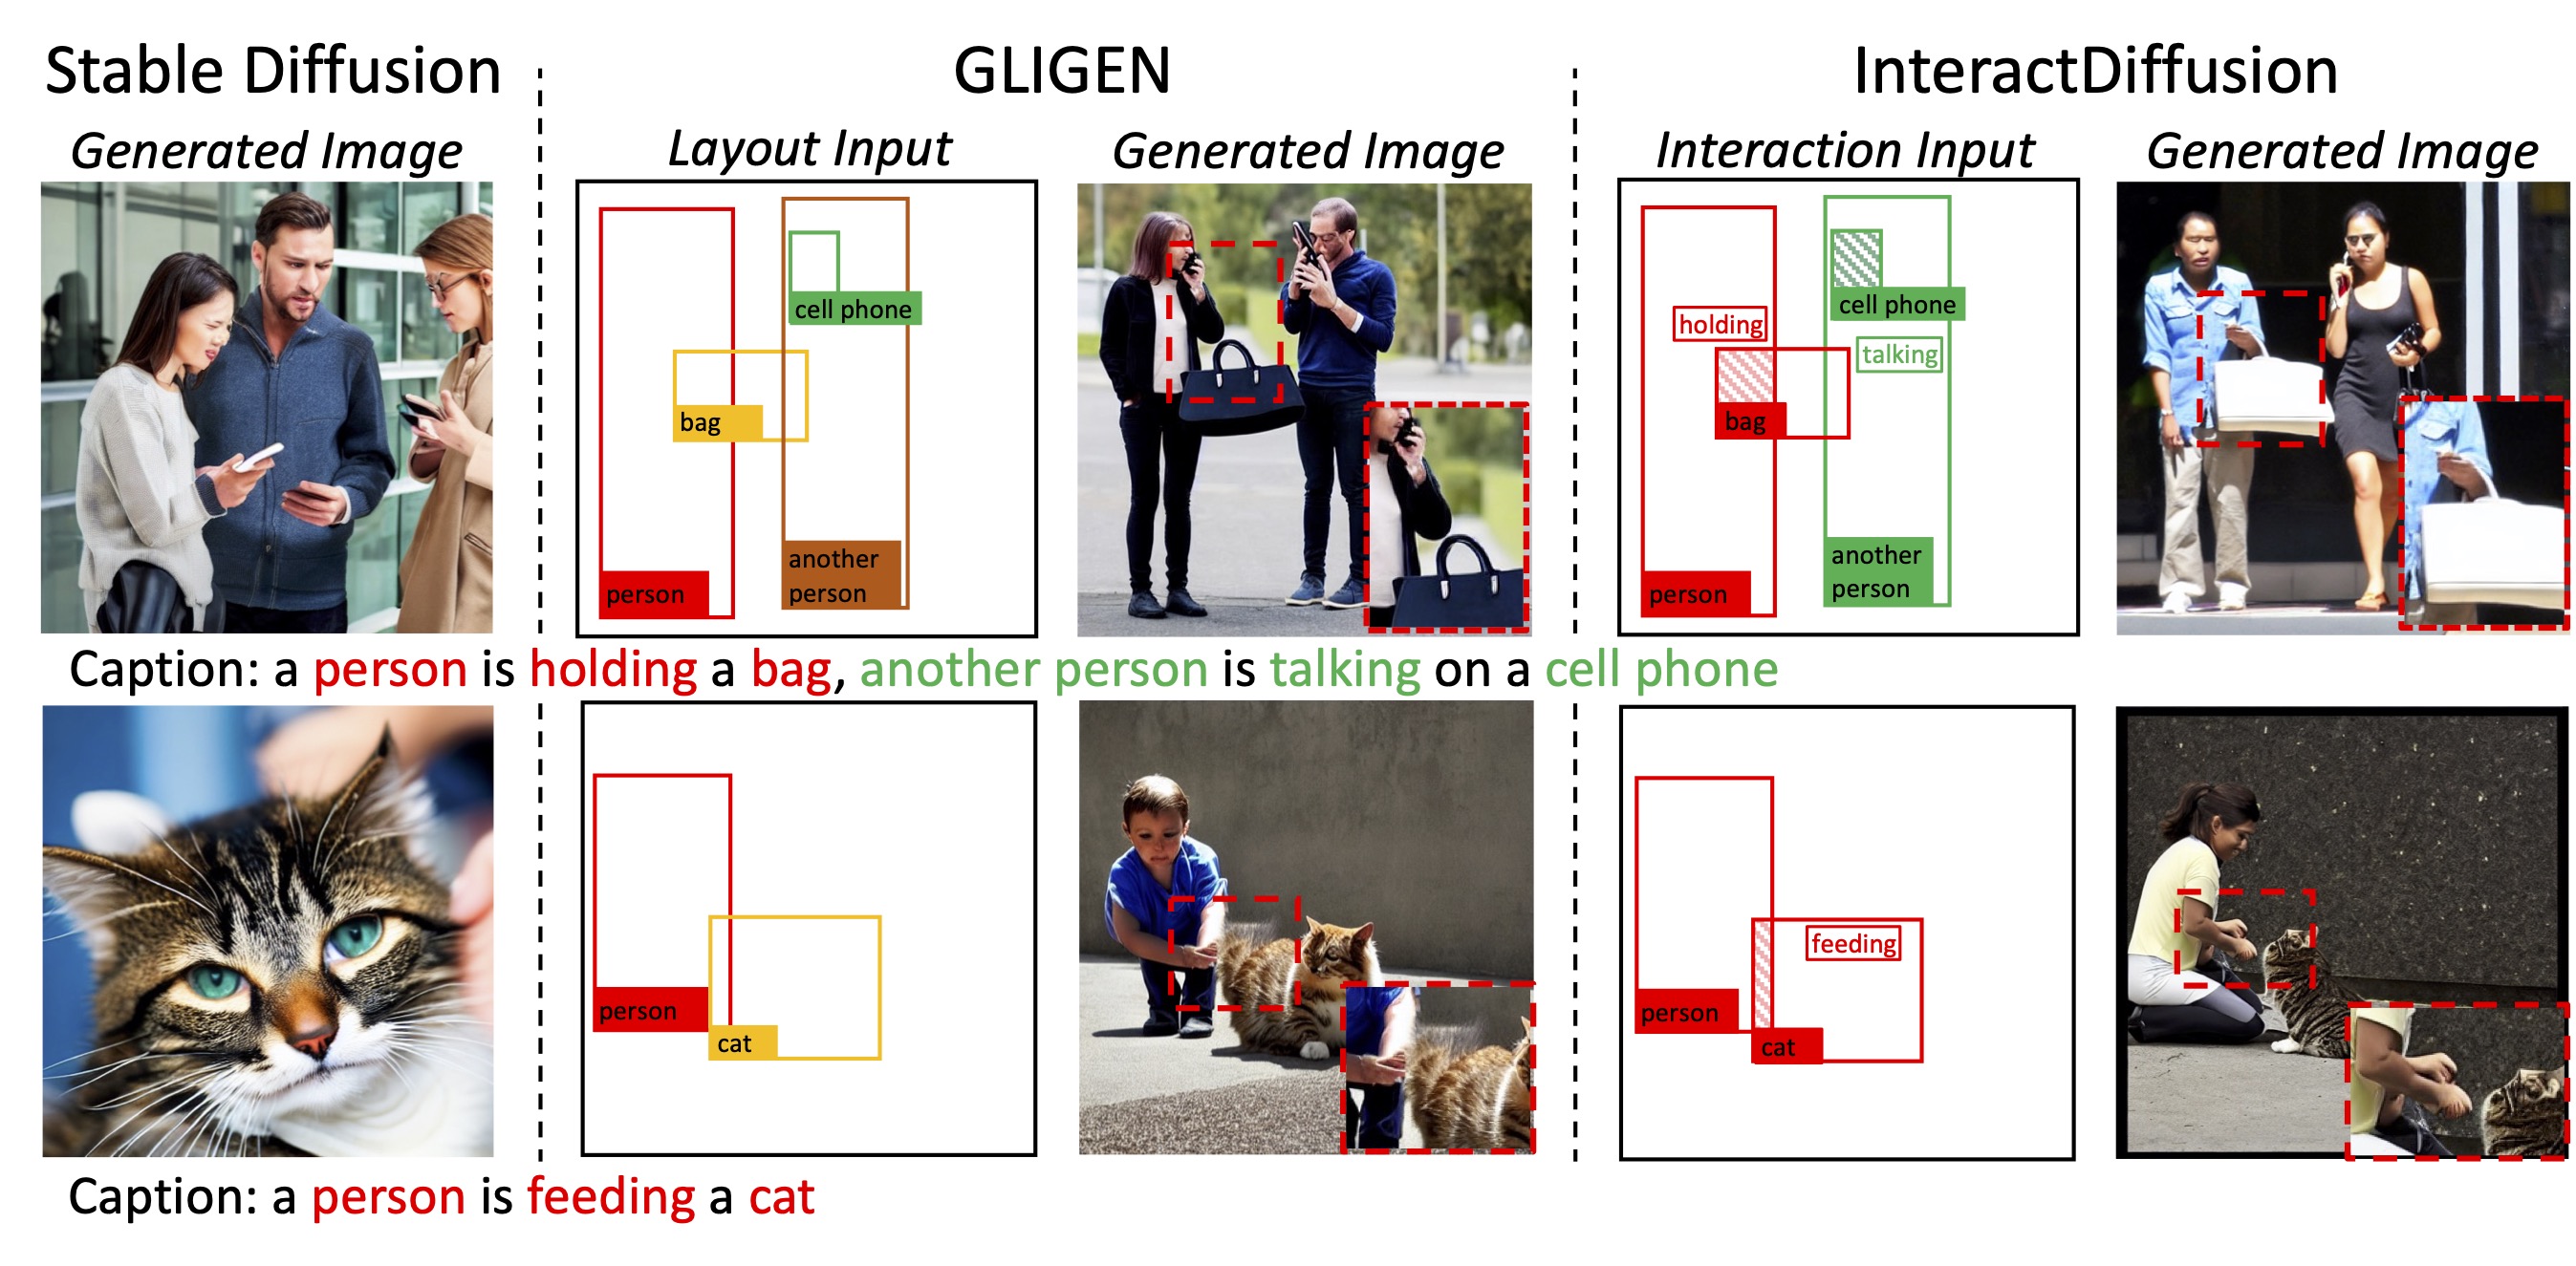 Stable Diffusion
GLIGEN
InteractDiffusion
Generated Image
Layout Input
Generated Image
Interaction Input
Generated Image
cell phone
bag
another
person
person
cell phone
holding
talking
bag
another
person
person
Caption: a person is holding a bag, another person is talking on a cell phone
person
cat
feeding
person
cat
Caption: a person is feeding a cat